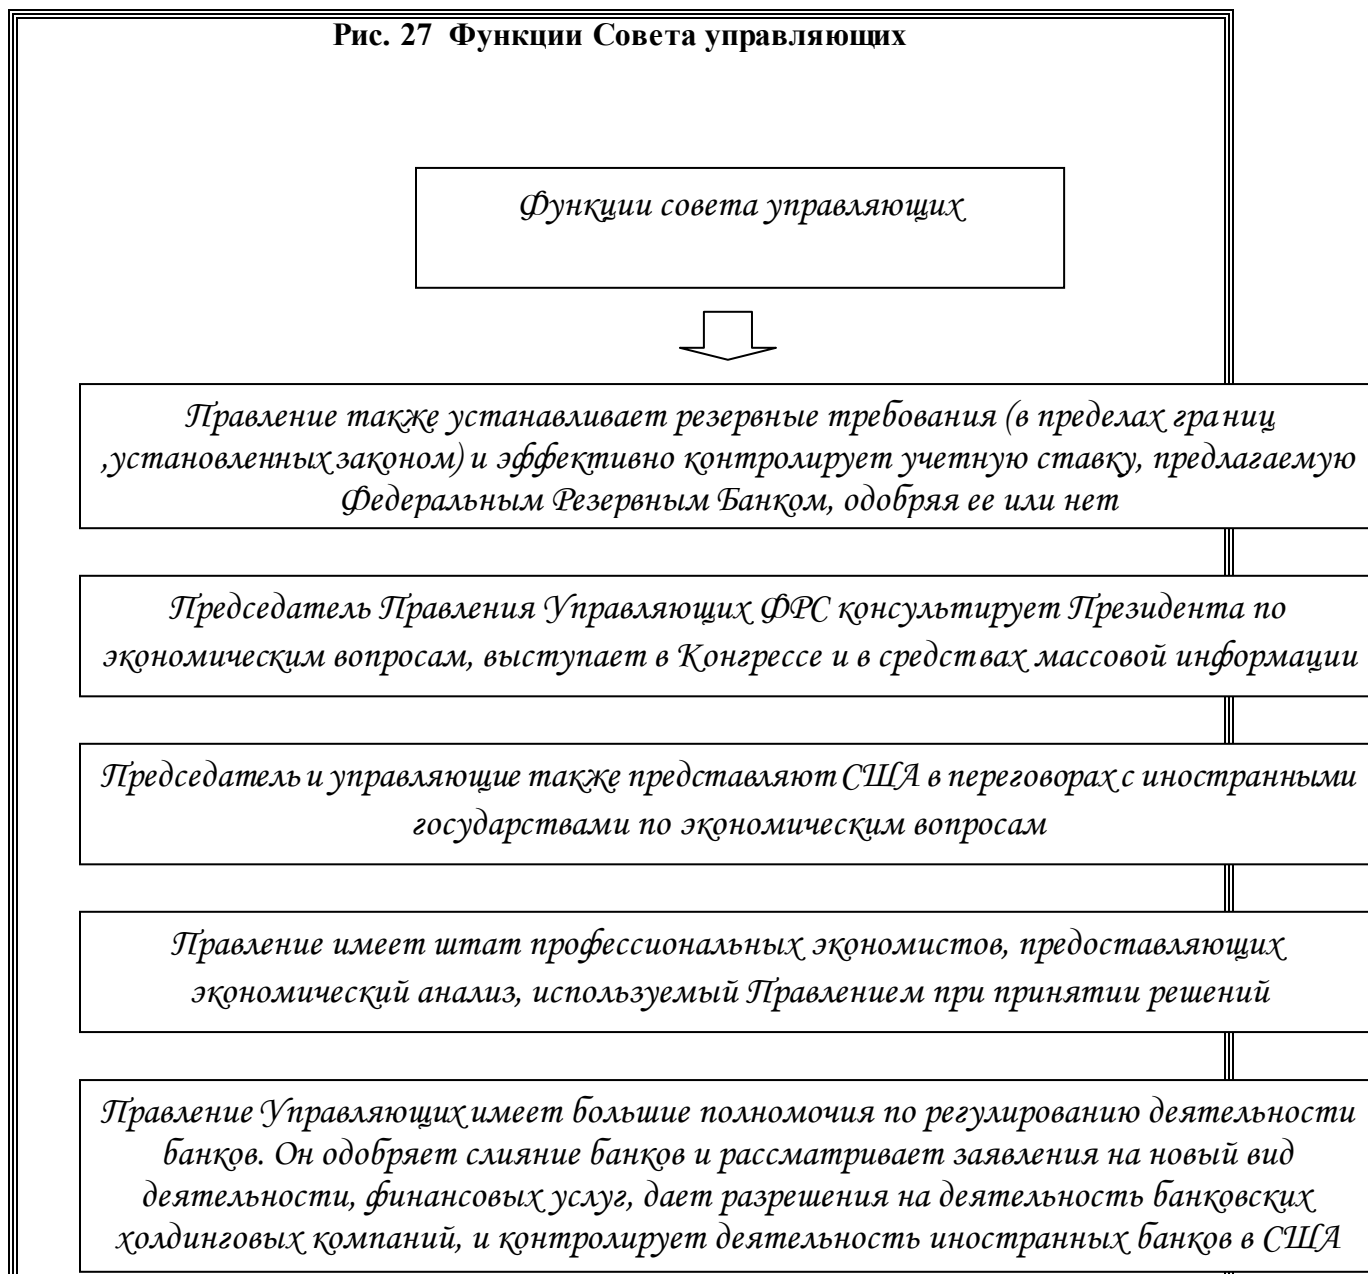 Рис. 27 Функции Совета управляющих
Функции совета управляющих
Правление также устанавливает резервные требования (в пределах границ
,установленных законом) и эффективно контролирует учетную ставку, предлагаемую
Федеральным Резервным Банком, одобряя ее или нет
Председатель Правления Управляющих ФРС консультирует Президента по
экономическим вопросам, выступает в Конгрессе и в средствах массовой информации
Председатель и управляющие также представляют США в переговорах с иностранными
государствами по экономическим вопросам
Правление имеет штат профессиональных экономистов, предоставляющих
экономический анализ, используемый Правлением при принятии решений
Правление Управляющих имеет большие полномочия по регулированию деятельности
банков. Он одобряет слияние банков и рассматривает заявления на новый вид
деятельности, финансовых услуг, дает разрешения на деятельность банковских
холдинговых компаний, и контролирует деятельность иностранных банков в США